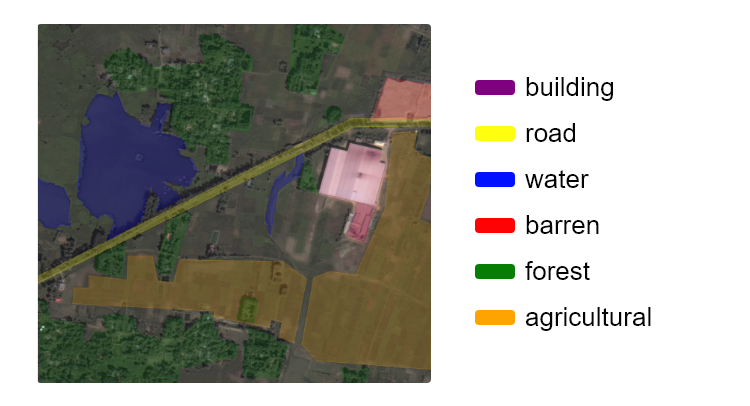 building
road
water
barren
forest
agricultural